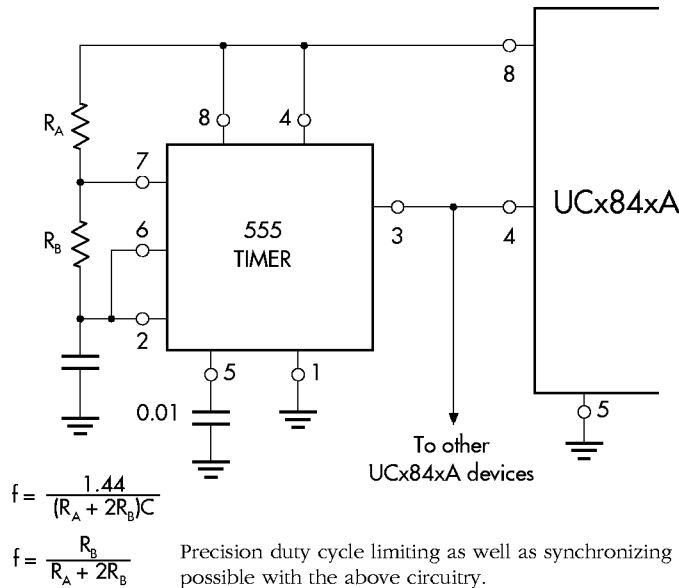 8
R_A
8
4
7
UCx84xA
6
555
TIMER
3
4
R_B
2
5
1
0.01
5
To other
UCx84xA devices
f = 1.44 / (R_A + 2R_B)C
f = R_B / R_A + 2R_B
Precision duty cycle limiting as well as synchronizing
possible with the above circuitry.